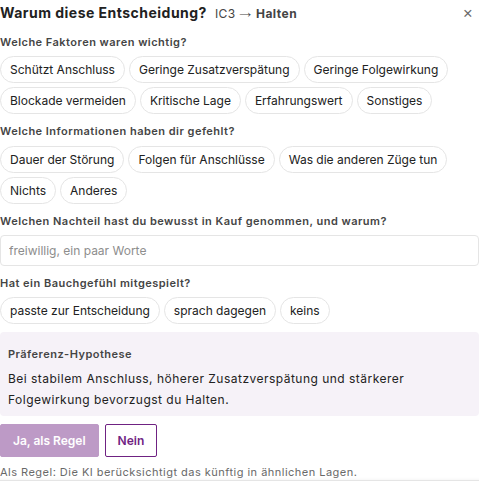 Warum diese Entscheidung? IC3 → Halten ×
Welche Faktoren waren wichtig?
Schützt Anschluss Geringe Zusatzverspätung Geringe Folgewirkung
Blockade vermeiden Kritische Lage Erfahrungswert Sonstiges
Welche Informationen haben dir gefehlt?
Dauer der Störung Folgen für Anschlüsse Was die anderen Züge tun
Nichts Anderes
Welchen Nachteil hast du bewusst in Kauf genommen, und warum?
freiwillig, ein paar Worte
Hat ein Bauchgefühl mitgespielt?
passte zur Entscheidung sprach dagegen keins
Präferenz-Hypothese
Bei stabilem Anschluss, höherer Zusatzverspätung und stärkerer
Folgewirkung bevorzugst du Halten.
Ja, als Regel Nein
Als Regel: Die KI berücksichtigt das künftig in ähnlichen Lagen.